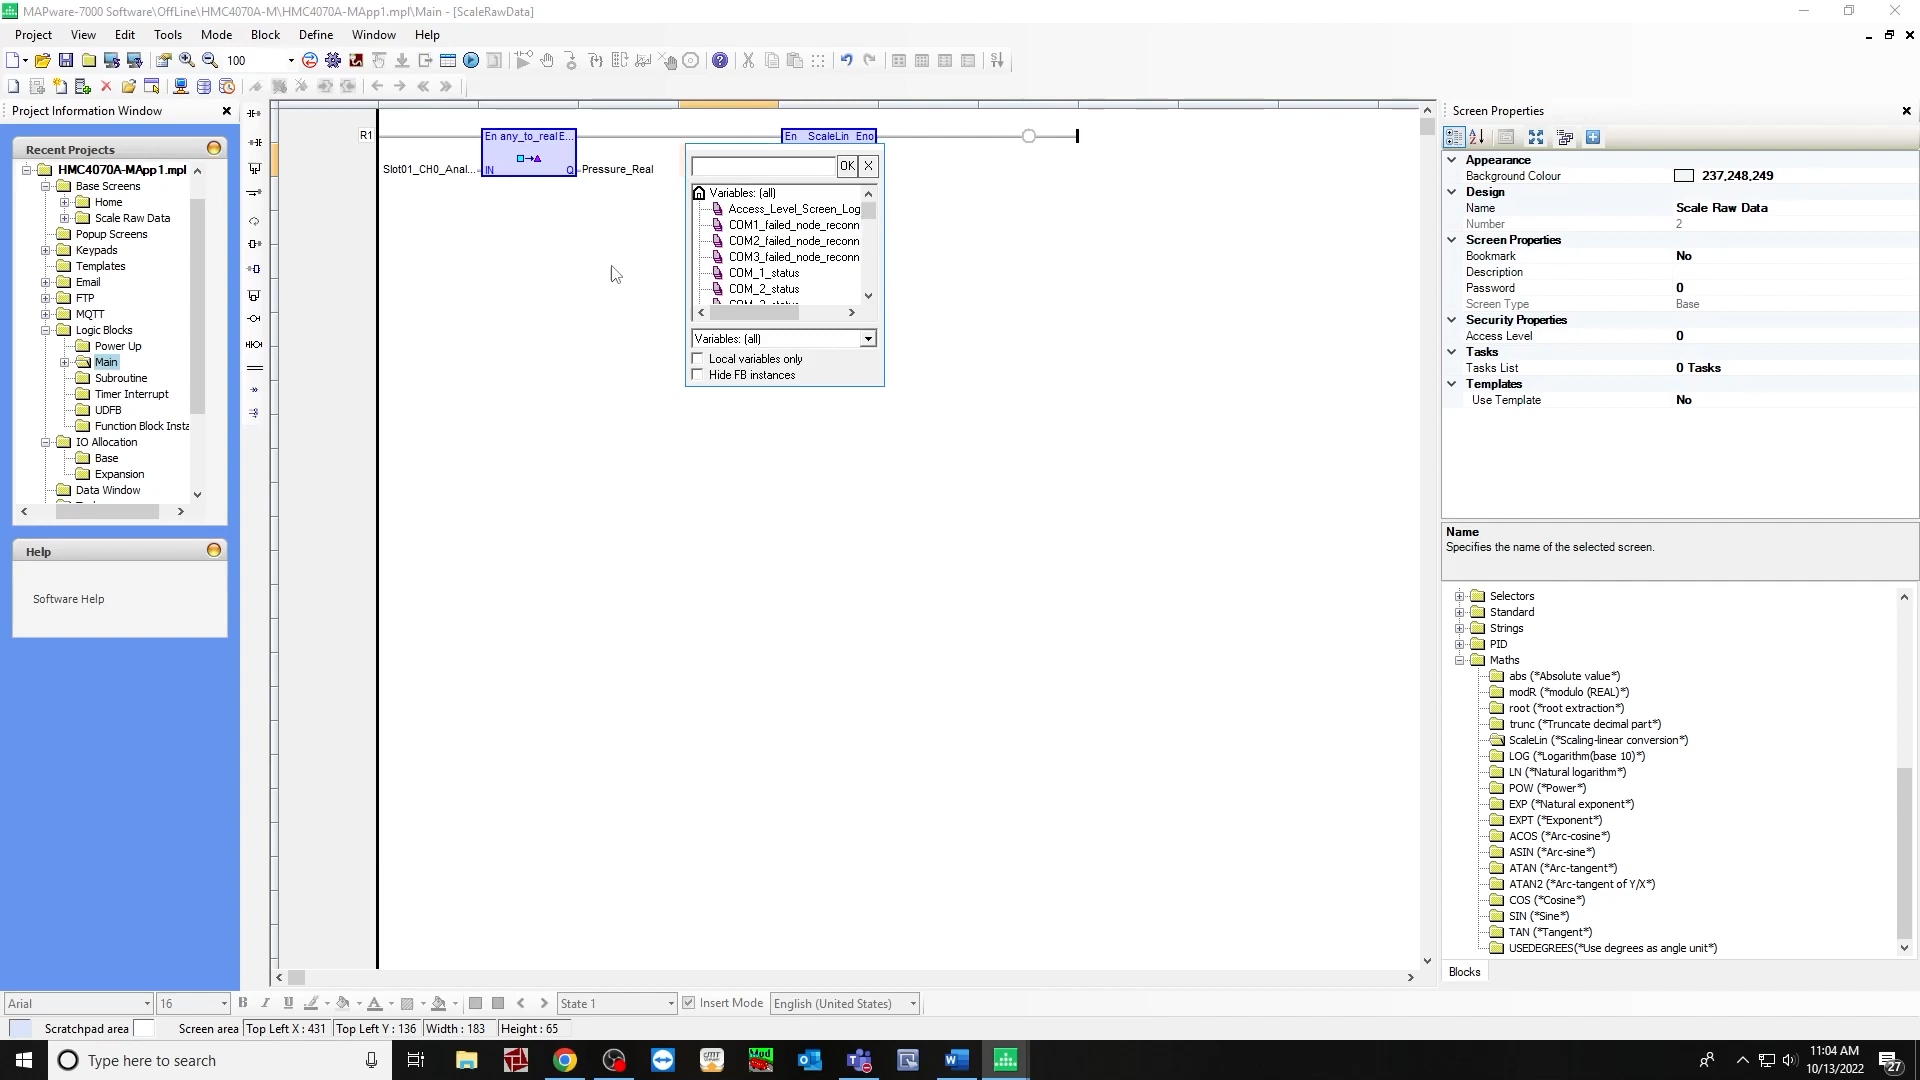 MAPware-7000 Software\OffLine\HMC4070A-M\HMC4070A-MApp1.mpl\Main - [ScaleRawData]
Project View Edit Tools Mode Block Define Window Help
100
Project Information Window
Recent Projects
HMC4070A-MApp1.mpl
Base Screens
Home
Scale Raw Data
Popup Screens
Keypads
Templates
Email
FTP
MQTT
Logic Blocks
Power Up
Main
Subroutine
Timer Interrupt
UDFB
Function Block Insta
IO Allocation
Base
Expansion
Data Window
Help
Software Help
R1
En any_to_realE...
Slot01_CH0_Anal... IN Q Pressure_Real
En ScaleLin Eno
OK X
Variables: (all)
Access_Level_Screen_Log
COM1_failed_node_reconn
COM2_failed_node_reconn
COM3_failed_node_reconn
COM_1_status
COM_2_status
Variables: (all)
Local variables only
Hide FB instances
Screen Properties
Appearance
Background Colour 237,248,249
Design
Name Scale Raw Data
Number 2
Screen Properties
Bookmark No
Description
Password 0
Screen Type Base
Security Properties
Access Level 0
Tasks
Tasks List 0 Tasks
Templates
Use Template No
Name
Specifies the name of the selected screen.
Selectors
Standard
Strings
PID
Maths
abs (*Absolute value*)
modR (*modulo (REAL)*)
root (*root extraction*)
trunc (*Truncate decimal part*)
ScaleLin (*Scaling-linear conversion*)
LOG (*Logarithm(base 10)*)
LN (*Natural logarithm*)
POW (*Power*)
EXP (*Natural exponent*)
EXPT (*Exponent*)
ACOS (*Arc-cosine*)
ASIN (*Arc-sine*)
ATAN (*Arc-tangent*)
ATAN2 (*Arc-tangent of Y/X*)
COS (*Cosine*)
SIN (*Sine*)
TAN (*Tangent*)
USEDEGREES(*Use degrees as angle unit*)
Blocks
Arial 16 B I U A State 1 Insert Mode English (United States)
Scratchpad area Screen area Top Left X : 431 Top Left Y : 136 Width : 183 Height : 65
Type here to search
11:04 AM
10/13/2022
27